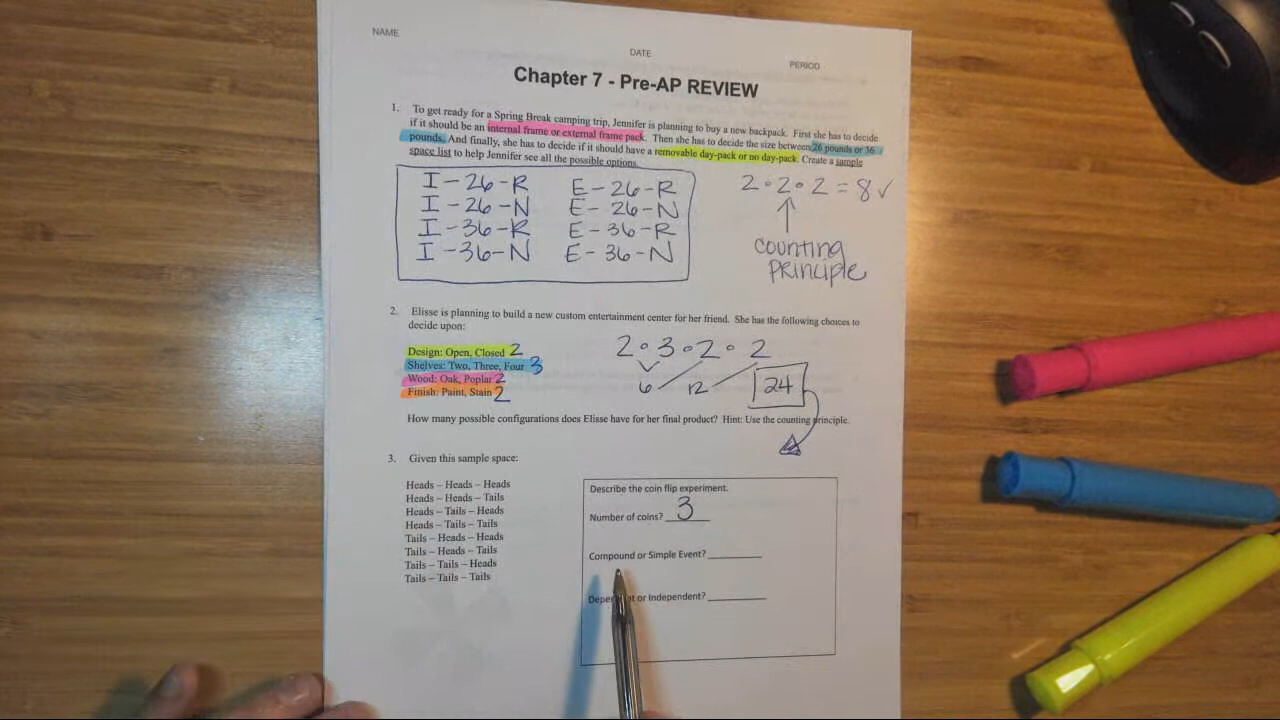 NAME
DATE
PERIOD
Chapter 7 - Pre-AP REVIEW
1. To get ready for a Spring Break camping trip, Jennifer is planning to buy a new backpack. First she has to decide
if it should be an internal frame or external frame pack. Then she has to decide the size between 26 pounds or 36
pounds. And finally, she has to decide if it should have a removable day-pack or no day-pack. Create a sample
space list to help Jennifer see all the possible options.
I-26-R E-26-R
I-26-N E-26-N
I-36-R E-36-R
I-36-N E-36-N
2·2·2 = 8 ✓
counting
principle
2. Elisse is planning to build a new custom entertainment center for her friend. She has the following choices to
decide upon:
Design: Open, Closed 2
Shelves: Two, Three, Four 3
Wood: Oak, Poplar 2
Finish: Paint, Stain 2
2·3·2·2
6 12 24
How many possible configurations does Elisse have for her final product? Hint: Use the counting principle.
3. Given this sample space:
Heads – Heads – Heads
Heads – Heads – Tails
Heads – Tails – Heads
Heads – Tails – Tails
Tails – Heads – Heads
Tails – Heads – Tails
Tails – Tails – Heads
Tails – Tails – Tails
Describe the coin flip experiment.
Number of coins? 3
Compound or Simple Event? ________
or Independent? ________